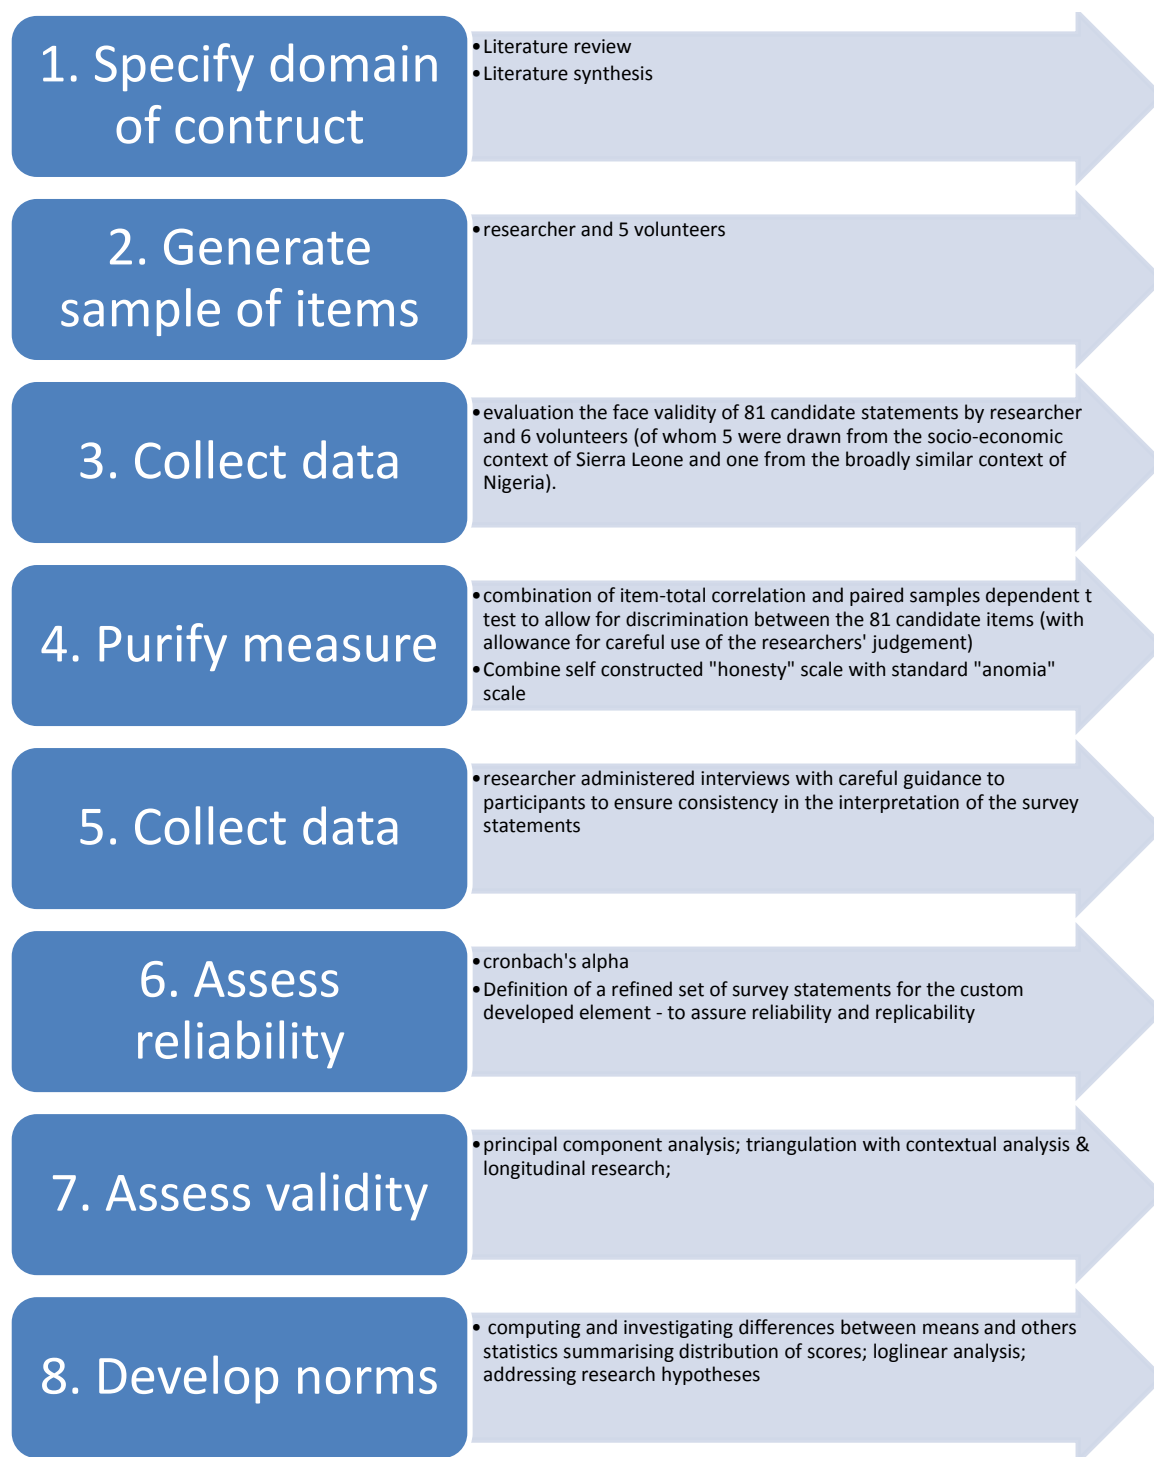 1. Specify domain
of contruct
•Literature review
•Literature synthesis
2. Generate
sample of items
•researcher and 5 volunteers
3. Collect data
•evaluation the face validity of 81 candidate statements by researcher
and 6 volunteers (of whom 5 were drawn from the socio-economic
context of Sierra Leone and one from the broadly similar context of
Nigeria).
4. Purify measure
•combination of item-total correlation and paired samples dependent t
test to allow for discrimination between the 81 candidate items (with
allowance for careful use of the researchers' judgement)
•Combine self constructed "honesty" scale with standard "anomia"
scale
5. Collect data
•researcher administered interviews with careful guidance to
participants to ensure consistency in the interpretation of the survey
statements
6. Assess
reliability
•cronbach's alpha
•Definition of a refined set of survey statements for the custom
developed element - to assure reliability and replicability
7. Assess validity
•principal component analysis; triangulation with contextual analysis &
longitudinal research;
8. Develop norms
• computing and investigating differences between means and others
statistics summarising distribution of scores; loglinear analysis;
addressing research hypotheses